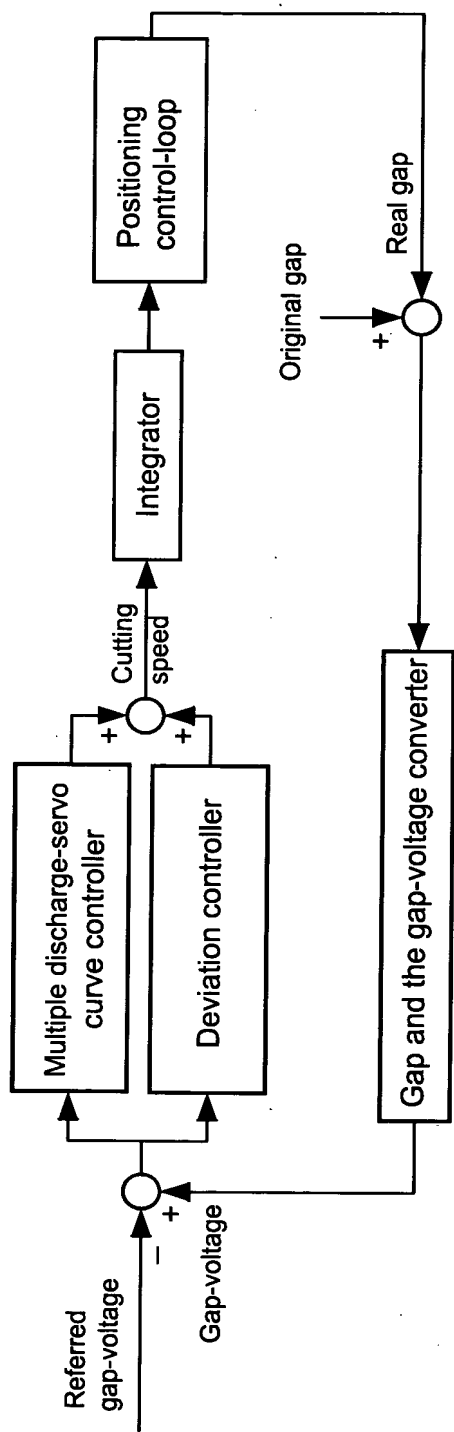 Referred
gap-voltage
−
+
Gap-voltage
Multiple discharge-servo
curve controller
Deviation controller
+
+
Cutting
speed
Integrator
Positioning
control-loop
Original gap
+
Real gap
Gap and the gap-voltage converter